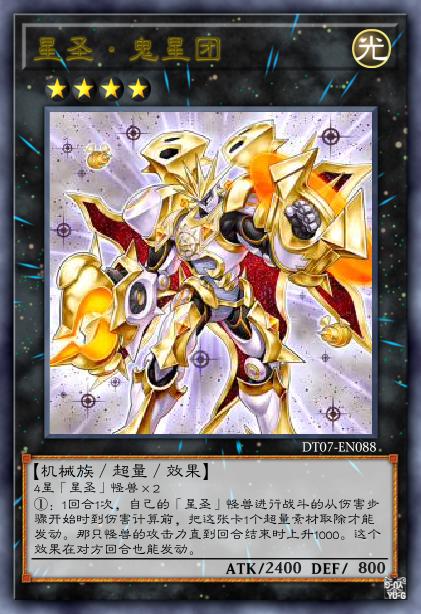 星圣·鬼星团
光
DT07-EN088
【机械族／超量／效果】
4星「星圣」怪兽×2
①：1回合1次，自己的「星圣」怪兽进行战斗的从伤害步
骤开始时到伤害计算前，把这张卡1个超量素材取除才能
发动。那只怪兽的攻击力直到回合结束时上升1000。这个
效果在对方回合也能发动。
ATK/2400 DEF/ 800